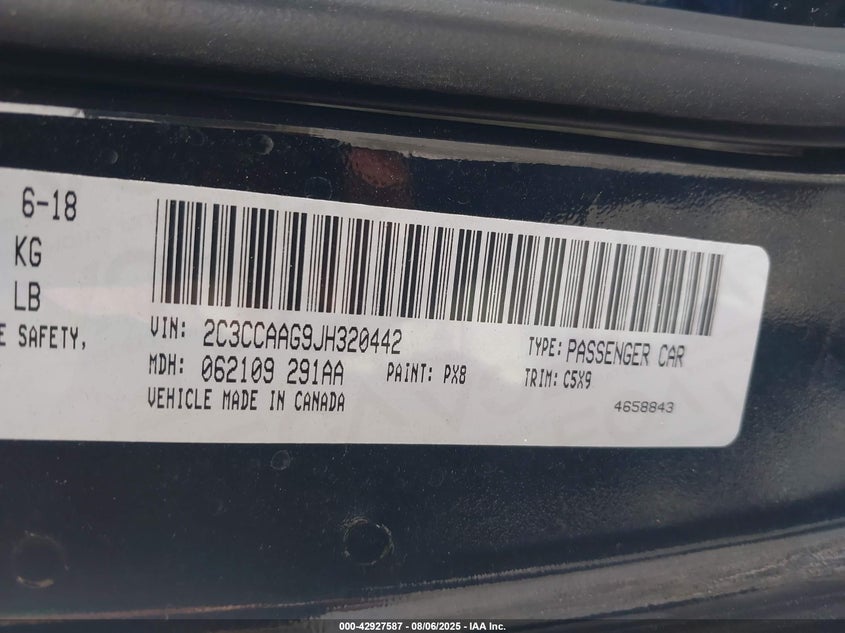 6-18
KG
LB
E SAFETY,
VIN: 2C3CCAAG9JH320442
TYPE: PASSENGER CAR
MDH: 062109 291AA
PAINT: PX8
TRIM: C5X9
VEHICLE MADE IN CANADA
4658843
000-42927587 - 08/06/2025 - IAA Inc.